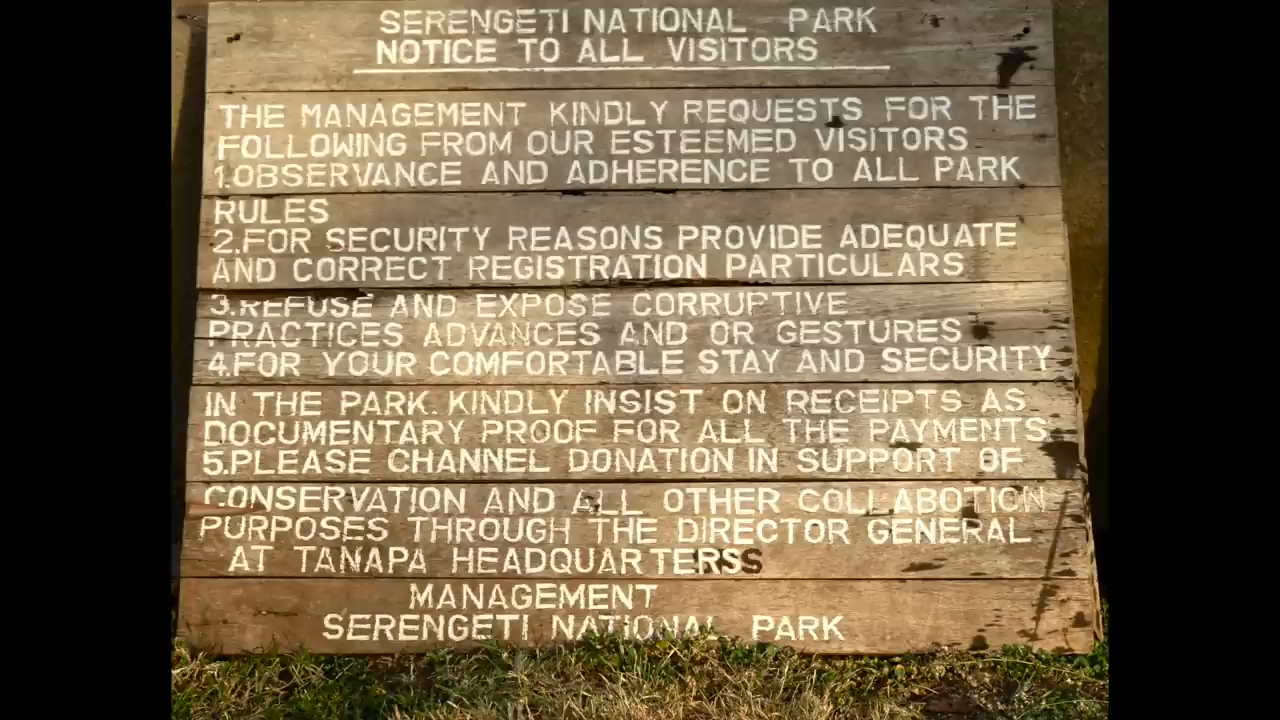 SERENGETI NATIONAL PARK
NOTICE TO ALL VISITORS
THE MANAGEMENT KINDLY REQUESTS FOR THE
FOLLOWING FROM OUR ESTEEMED VISITORS
1.OBSERVANCE AND ADHERENCE TO ALL PARK
RULES
2.FOR SECURITY REASONS PROVIDE ADEQUATE
AND CORRECT REGISTRATION PARTICULARS
3.REFUSE AND EXPOSE CORRUPTIVE
PRACTICES ADVANCES AND OR GESTURES
4.FOR YOUR COMFORTABLE STAY AND SECURITY
IN THE PARK. KINDLY INSIST ON RECEIPTS AS
DOCUMENTARY PROOF FOR ALL THE PAYMENTS
5.PLEASE CHANNEL DONATION IN SUPPORT OF
CONSERVATION AND ALL OTHER COLLABOTION
PURPOSES THROUGH THE DIRECTOR GENERAL
AT TANAPA HEADQUARTERSS
MANAGEMENT
SERENGETI NATIONAL PARK